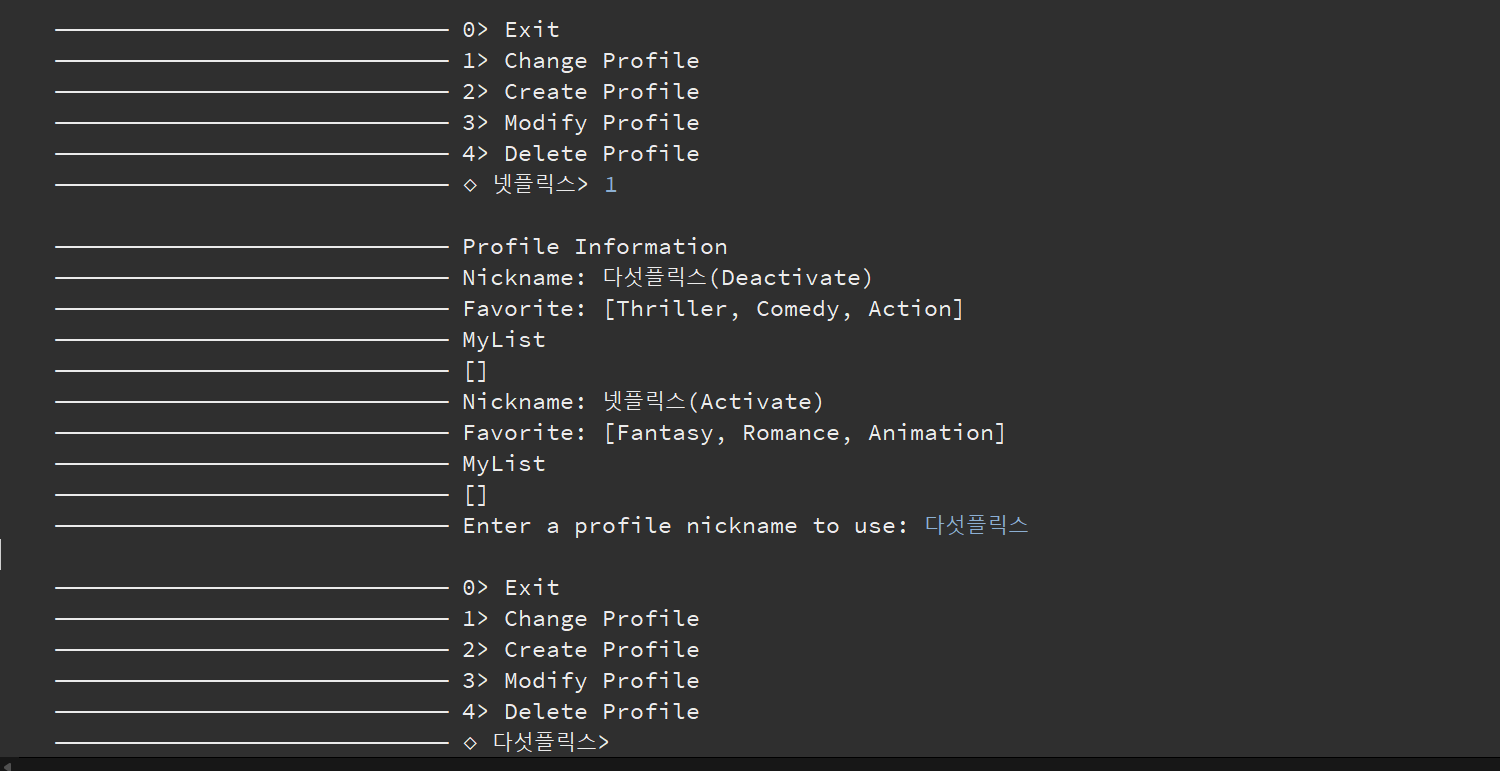 0> Exit
1> Change Profile
2> Create Profile
3> Modify Profile
4> Delete Profile
◇ 넷플릭스> 1
Profile Information
Nickname: 다섯플릭스(Deactivate)
Favorite: [Thriller, Comedy, Action]
MyList
[]
Nickname: 넷플릭스(Activate)
Favorite: [Fantasy, Romance, Animation]
MyList
[]
Enter a profile nickname to use: 다섯플릭스
0> Exit
1> Change Profile
2> Create Profile
3> Modify Profile
4> Delete Profile
◇ 다섯플릭스>